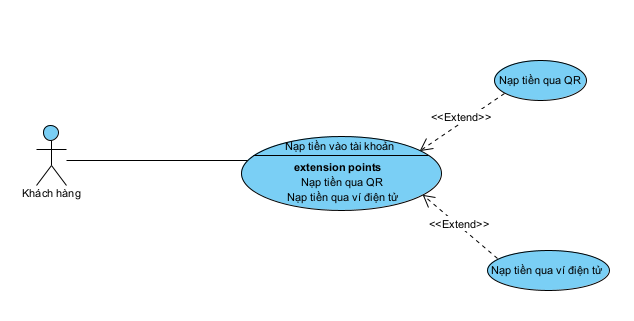 Nạp tiền qua QR
<<Extend>>
Nạp tiền vào tài khoản
extension points
Nạp tiền qua QR
Nạp tiền qua ví điện tử
Khách hàng
<<Extend>>
Nạp tiền qua ví điện tử